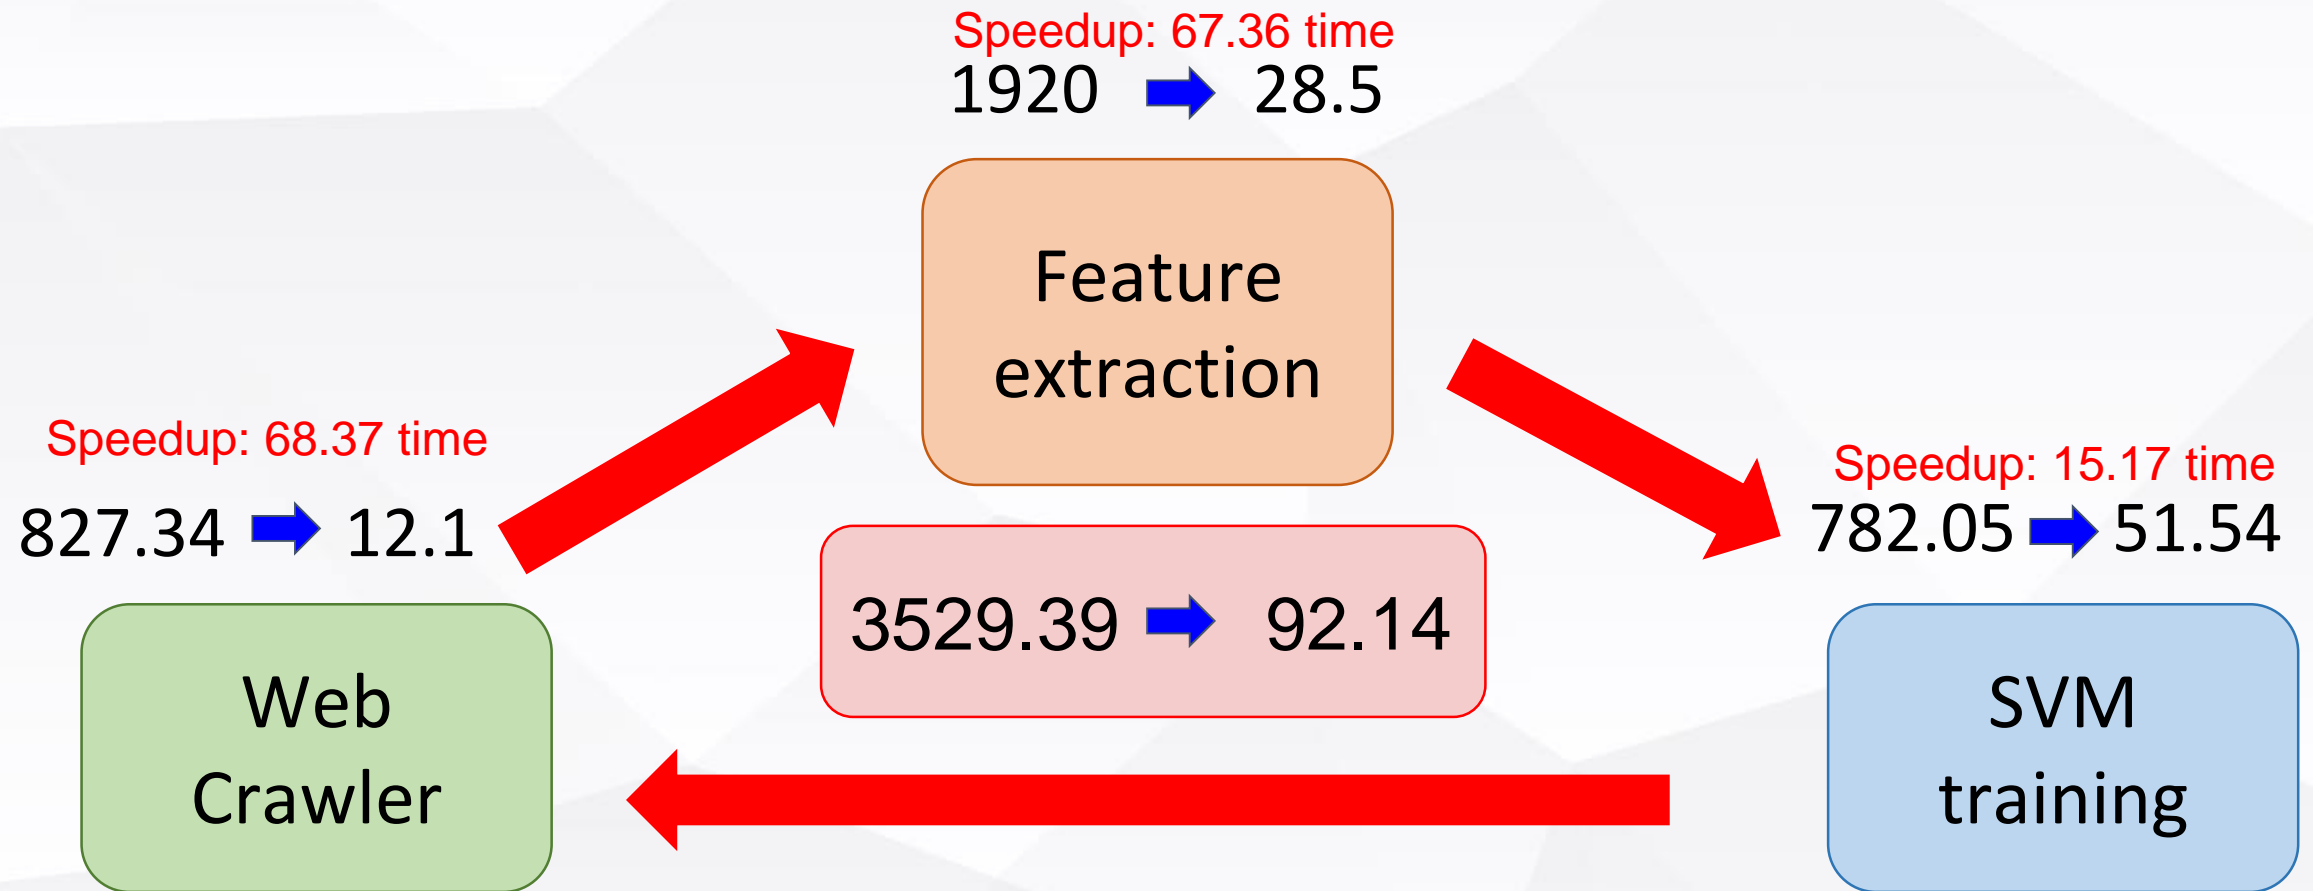 Speedup: 67.36 time
1920 28.5
Feature
extraction
Speedup: 68.37 time
827.34 12.1
Speedup: 15.17 time
782.05 51.54
3529.39 92.14
Web
Crawler
SVM
training